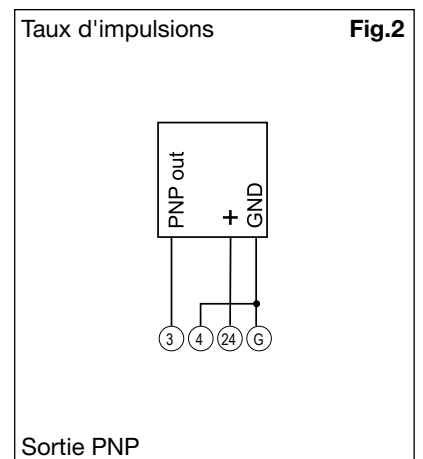 Taux d'impulsions Fig.2
PNP out
+
GND
3 4 24 G
Sortie PNP